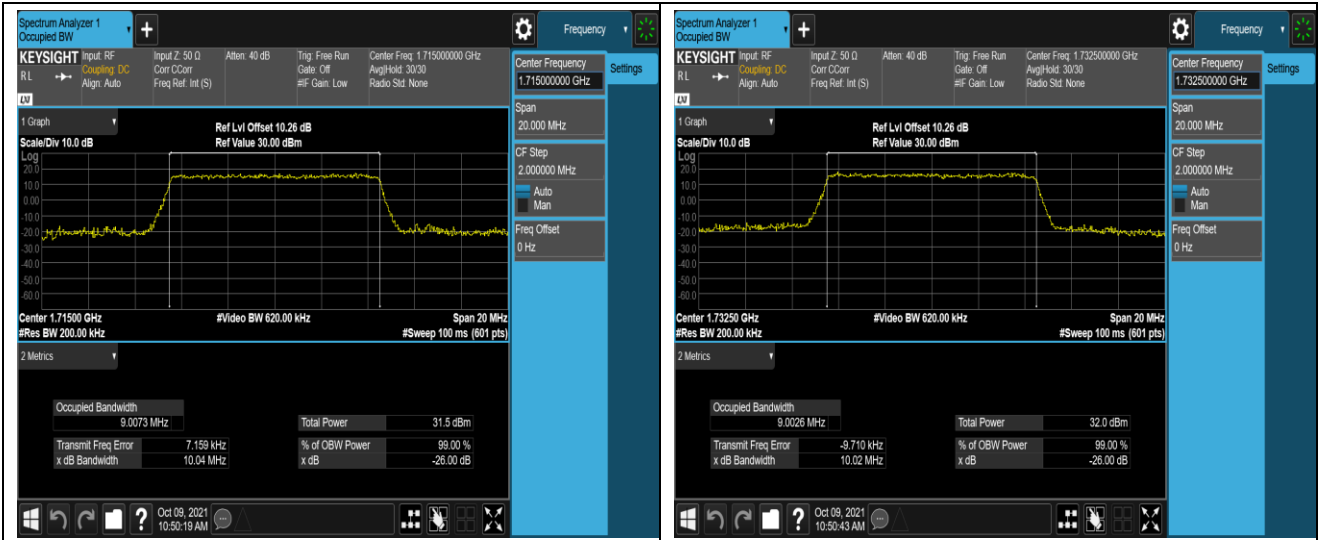 Spectrum Analyzer 1
Occupied BW
+
Frequency
KEYSIGHT Input: RF Input Z: 50 Ω Atten: 40 dB Trig: Free Run Center Freq: 1.715000000 GHz
RL Coupling: DC Corr CCorr Gate: Off Avg|Hold: 30/30
Align: Auto Freq Ref: Int (S) #IF Gain: Low Radio Std: None
LXI
Center Frequency
1.715000000 GHz
Settings
Span
20.000 MHz
CF Step
2.000000 MHz
Auto
Man
Freq Offset
0 Hz
1 Graph
Ref Lvl Offset 10.26 dB
Scale/Div 10.0 dB Ref Value 30.00 dBm
Log
20.0
10.0
0.00
-10.0
-20.0
-30.0
-40.0
-50.0
-60.0
Center 1.71500 GHz #Video BW 620.00 kHz Span 20 MHz
#Res BW 200.00 kHz #Sweep 100 ms (601 pts)
2 Metrics
Occupied Bandwidth
9.0073 MHz Total Power 31.5 dBm
Transmit Freq Error 7.159 kHz % of OBW Power 99.00 %
x dB Bandwidth 10.04 MHz x dB -26.00 dB
? Oct 09, 2021
10:50:19 AM
Spectrum Analyzer 1
Occupied BW
+
Frequency
KEYSIGHT Input: RF Input Z: 50 Ω Atten: 40 dB Trig: Free Run Center Freq: 1.732500000 GHz
RL Coupling: DC Corr CCorr Gate: Off Avg|Hold: 30/30
Align: Auto Freq Ref: Int (S) #IF Gain: Low Radio Std: None
LXI
Center Frequency
1.732500000 GHz
Settings
Span
20.000 MHz
CF Step
2.000000 MHz
Auto
Man
Freq Offset
0 Hz
1 Graph
Ref Lvl Offset 10.26 dB
Scale/Div 10.0 dB Ref Value 30.00 dBm
Log
20.0
10.0
0.00
-10.0
-20.0
-30.0
-40.0
-50.0
-60.0
Center 1.73250 GHz #Video BW 620.00 kHz Span 20 MHz
#Res BW 200.00 kHz #Sweep 100 ms (601 pts)
2 Metrics
Occupied Bandwidth
9.0026 MHz Total Power 32.0 dBm
Transmit Freq Error -9.710 kHz % of OBW Power 99.00 %
x dB Bandwidth 10.02 MHz x dB -26.00 dB
? Oct 09, 2021
10:50:43 AM